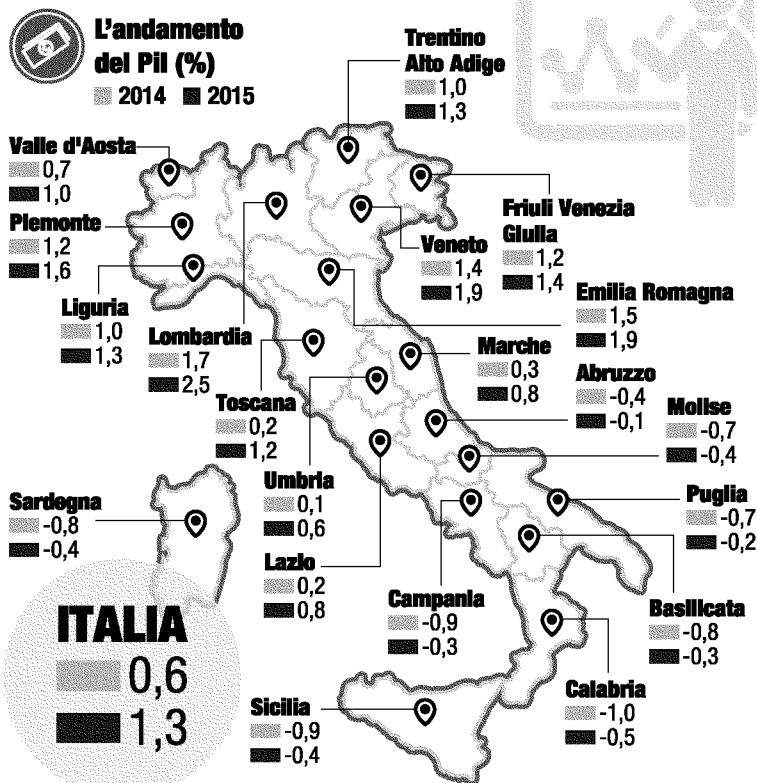 L'andamento
del Pil (%)
2014 2015
Trentino
Alto Adige
1,0
1,3
Valle d'Aosta
0,7
1,0
Piemonte
1,2
1,6
Liguria
1,0
1,3
Lombardia
1,7
2,5
Veneto
1,4
1,9
Friuli Venezia
Giulia
1,2
1,4
Emilia Romagna
1,5
1,9
Toscana
0,2
1,2
Marche
0,3
0,8
Abruzzo
-0,4
-0,1
Molise
-0,7
-0,4
Umbria
0,1
0,6
Lazio
0,2
0,8
Sardegna
-0,8
-0,4
Puglia
-0,7
-0,2
Campania
-0,9
-0,3
Basilicata
-0,8
-0,3
ITALIA
0,6
1,3
Sicilia
-0,9
-0,4
Calabria
-1,0
-0,5